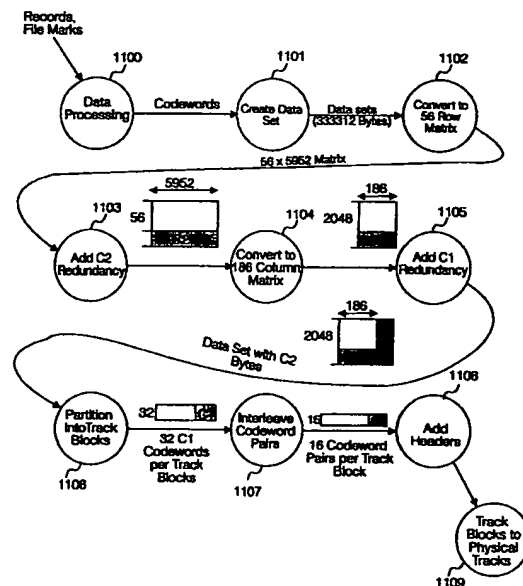 Records,
File Marks
1100
1101
1102
Data
Processing
Codewords
Create Data
Set
Data sets
(333312 Bytes)
Convert to
56 Row
Matrix
56 x 5952 Matrix
1103
5952
56
1104
186
2048
1105
Add C2
Redundancy
Convert to
186 Column
Matrix
Add C1
Redundancy
186
2048
Data Set with C2
Bytes
1108
Partition
IntoTrack
Blocks
32
32 C1
Codewords
per Track
Blocks
Interleave
Codeword
Pairs
16
16 Codeword
Pairs per Track
Block
Add
Headers
1106
1107
Track
Blocks to
Physical
Tracks
1109